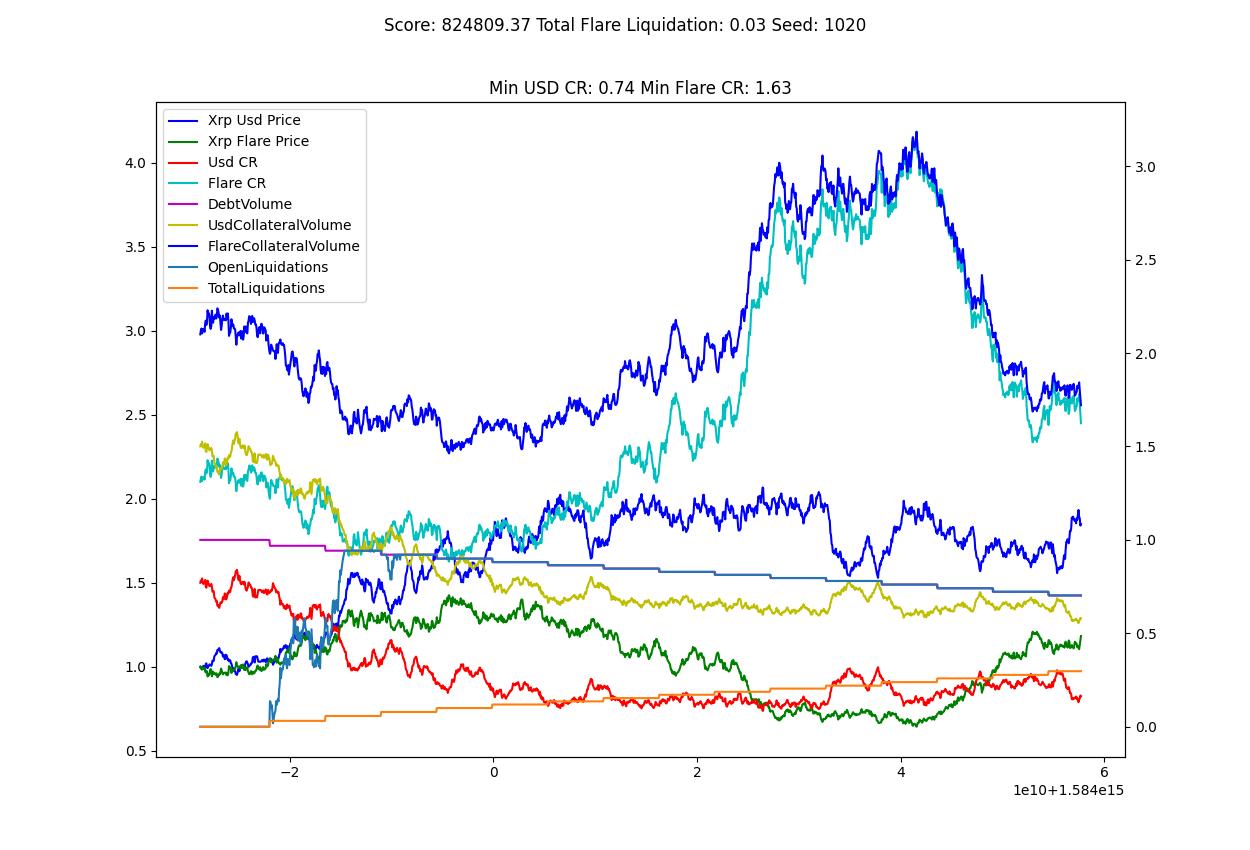 Score: 824809.37 Total Flare Liquidation: 0.03 Seed: 1020
Min USD CR: 0.74 Min Flare CR: 1.63
Xrp Usd Price
Xrp Flare Price
Usd CR
Flare CR
DebtVolume
UsdCollateralVolume
FlareCollateralVolume
OpenLiquidations
TotalLiquidations
4.0
3.5
3.0
2.5
2.0
1.5
1.0
0.5
3.0
2.5
2.0
1.5
1.0
0.5
0.0
−2 0 2 4 6
1e10+1.584e15